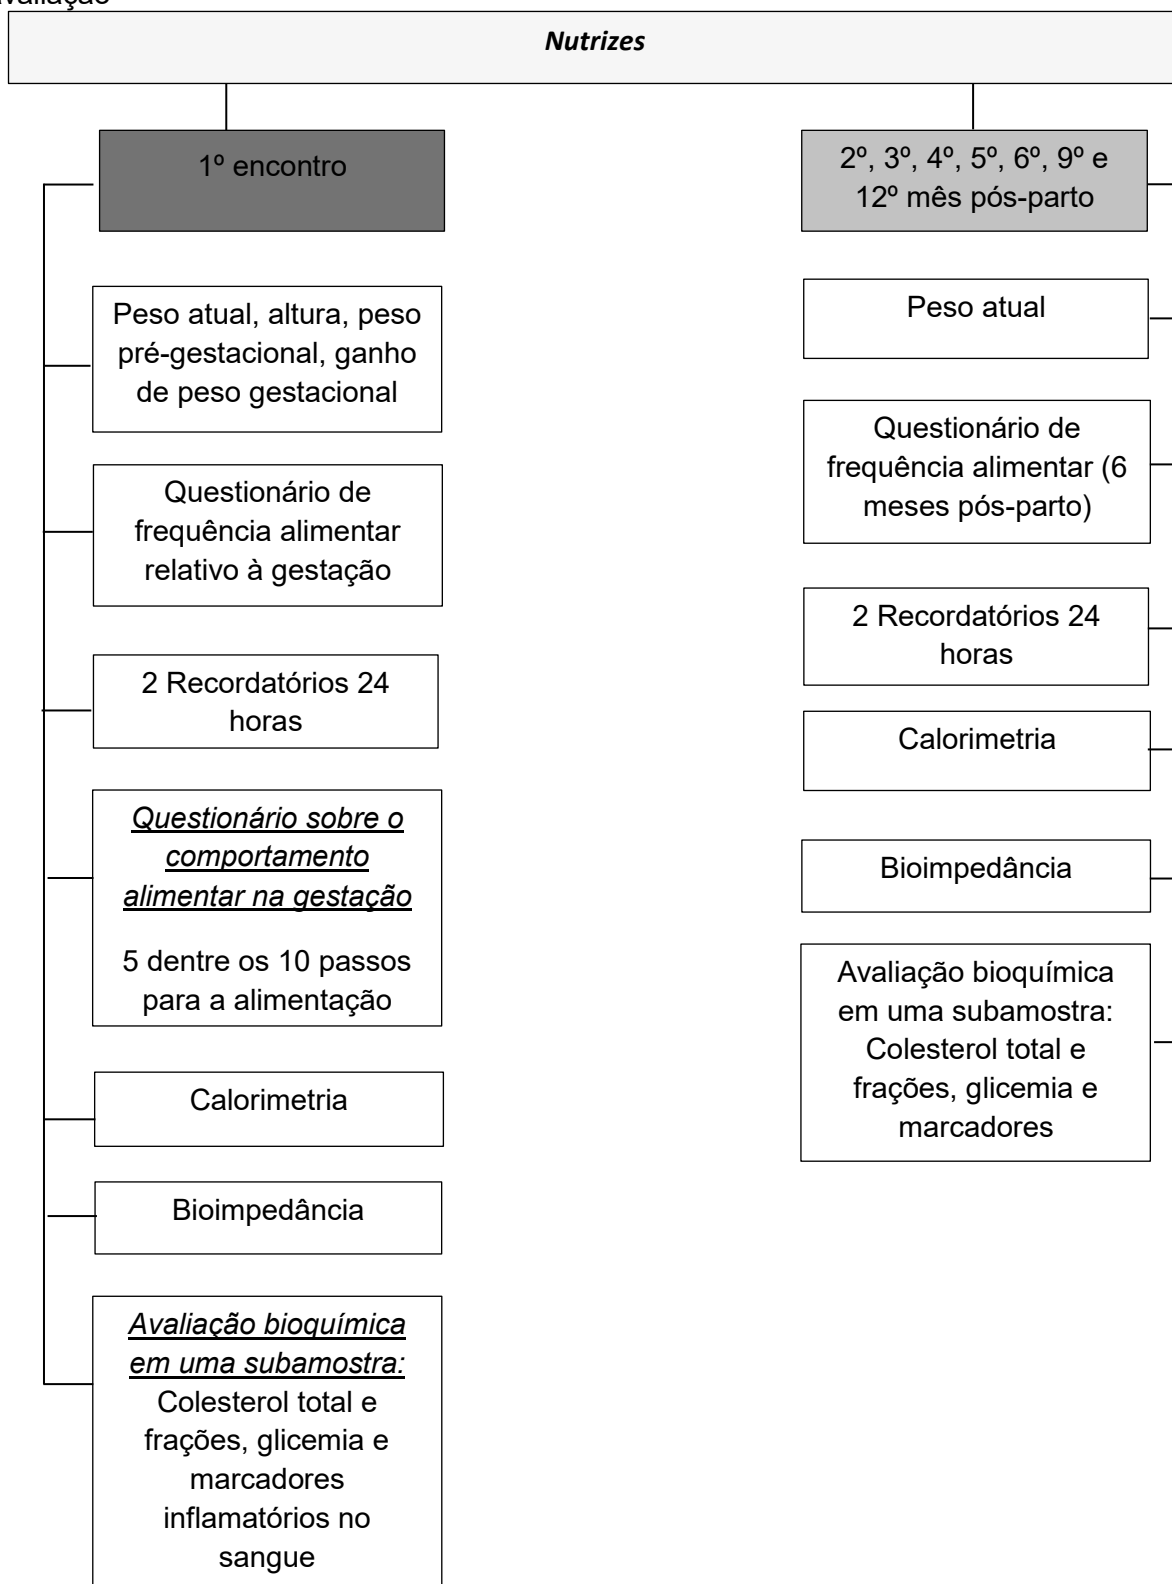 avaliação
Nutrizes
1º encontro
Peso atual, altura, peso
pré-gestacional, ganho
de peso gestacional
Questionário de
frequência alimentar
relativo à gestação
2 Recordatórios 24
horas
Questionário sobre o
comportamento
alimentar na gestação
5 dentre os 10 passos
para a alimentação
Calorimetria
Bioimpedância
Avaliação bioquímica
em uma subamostra:
Colesterol total e
frações, glicemia e
marcadores
inflamatórios no
sangue
2º, 3º, 4º, 5º, 6º, 9º e
12º mês pós-parto
Peso atual
Questionário de
frequência alimentar (6
meses pós-parto)
2 Recordatórios 24
horas
Calorimetria
Bioimpedância
Avaliação bioquímica
em uma subamostra:
Colesterol total e
frações, glicemia e
marcadores